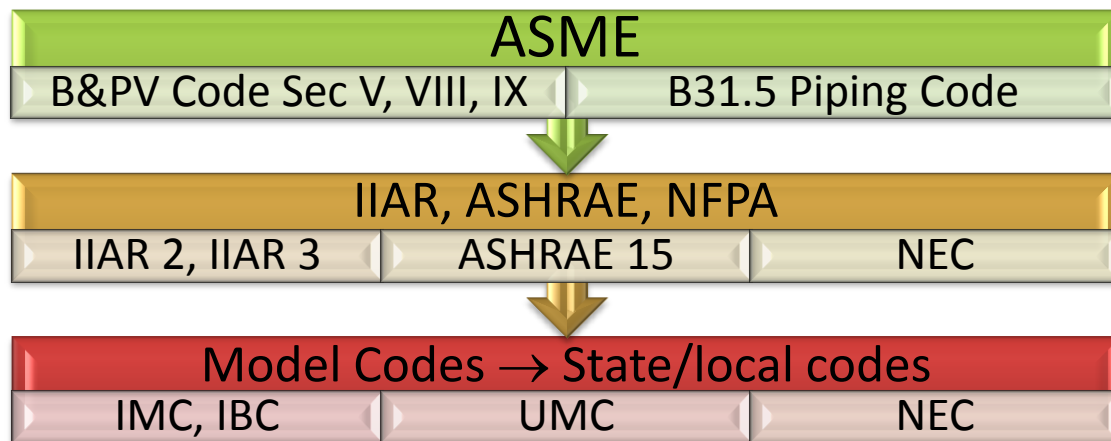 ASME
B&PV Code Sec V, VIII, IX
B31.5 Piping Code
IIAR, ASHRAE, NFPA
IIAR 2, IIAR 3
ASHRAE 15
NEC
Model Codes → State/local codes
IMC, IBC
UMC
NEC